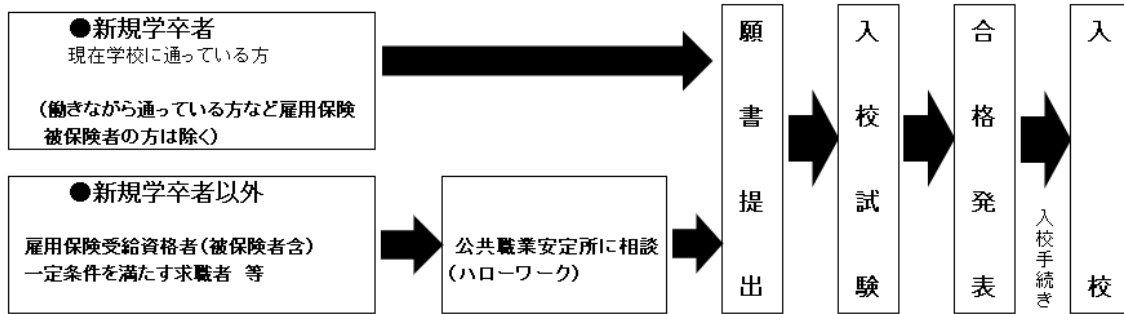 ●新規学卒者
現在学校に通っている方
（働きながら通っている方など雇用保険
被保険者の方は除く）
●新規学卒者以外
雇用保険受給資格者（被保険者含）
一定条件を満たす求職者 等
公共職業安定所に相談
（ハローワーク）
願書提出
入校試験
合格発表
入校手続き
入校